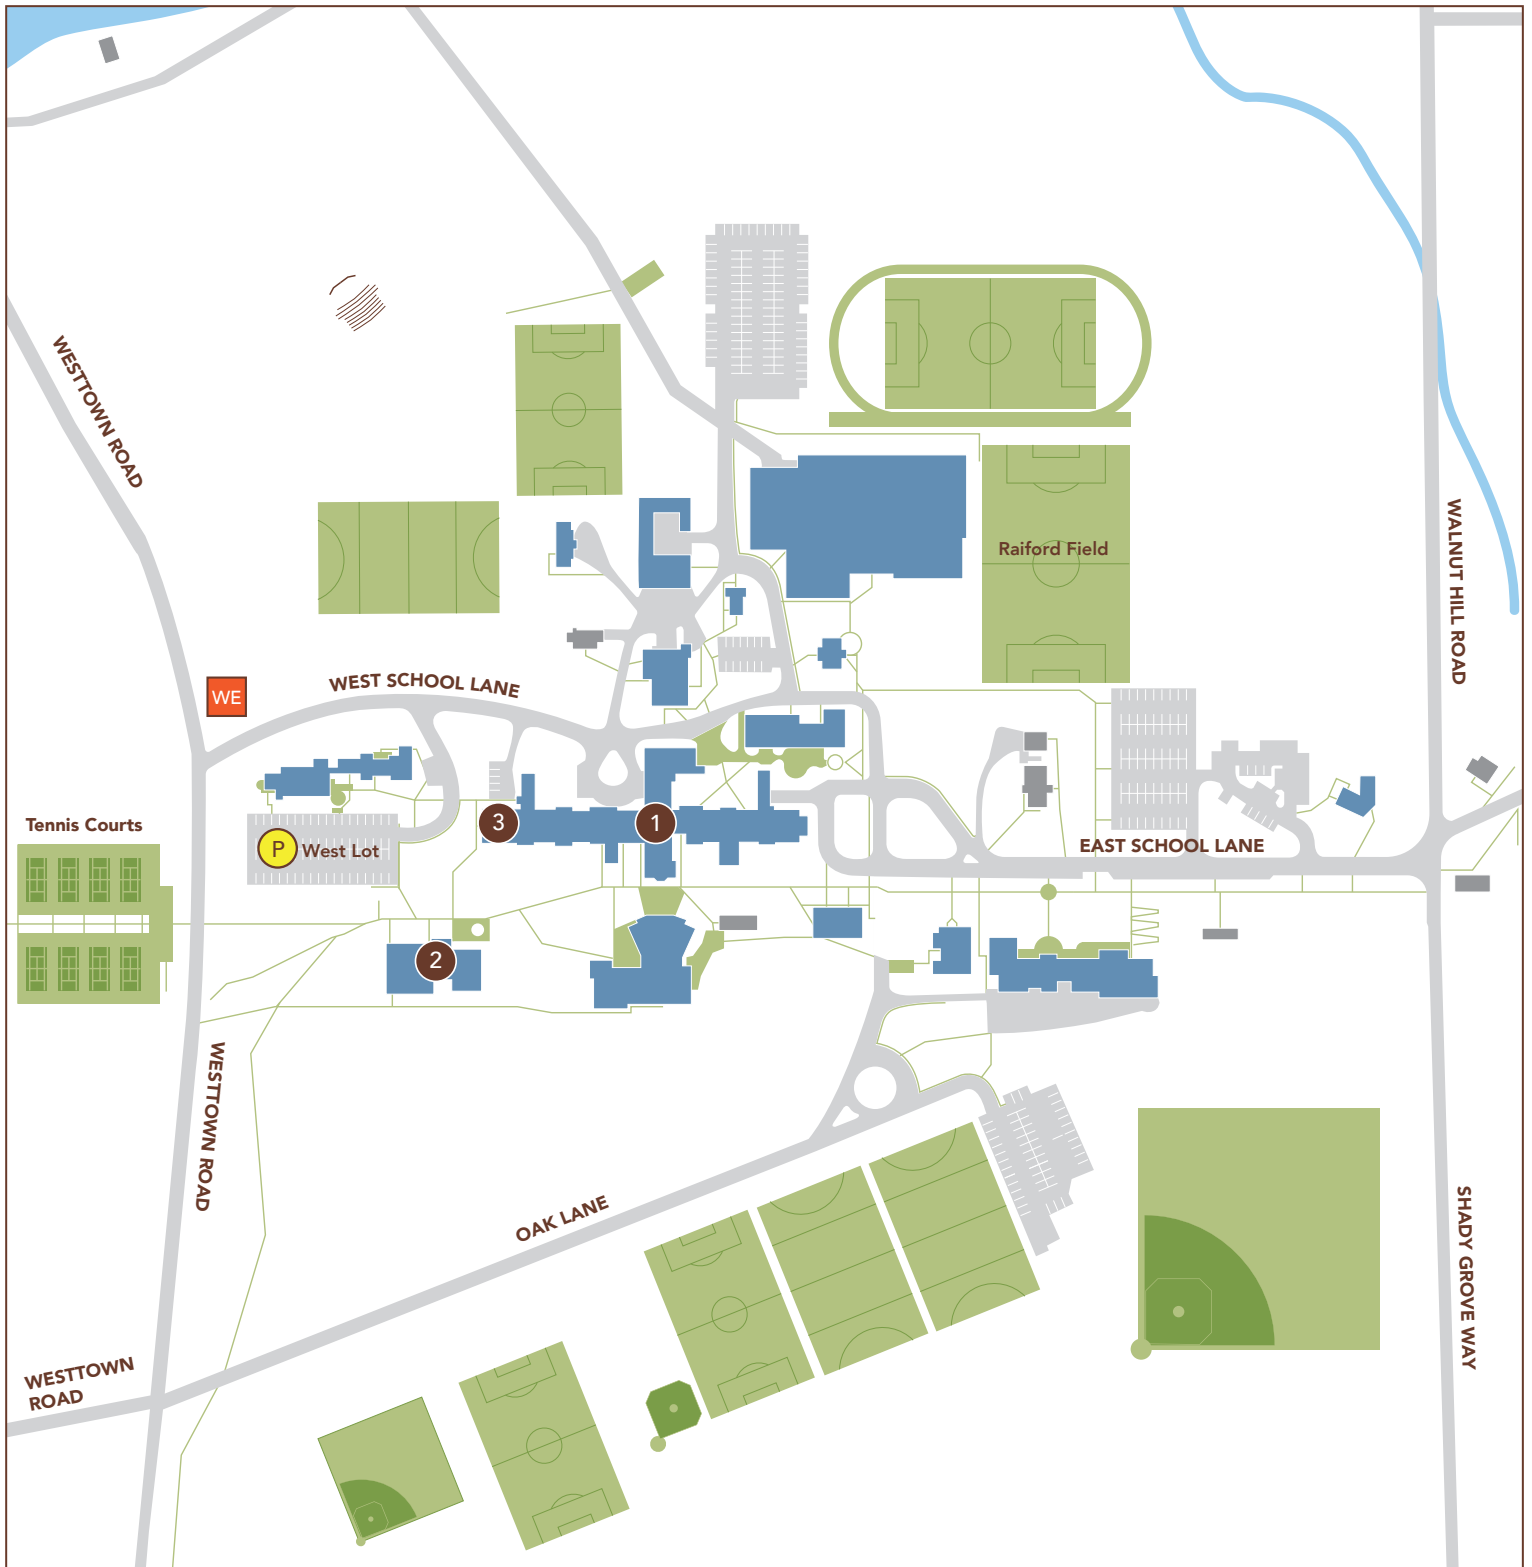 WESTTOWN ROAD
WALNUT HILL ROAD
Raiford Field
WE
WEST SCHOOL LANE
Tennis Courts
3
1
P
West Lot
EAST SCHOOL LANE
2
WESTTOWN ROAD
OAK LANE
SHADY GROVE WAY
WESTTOWN
ROAD